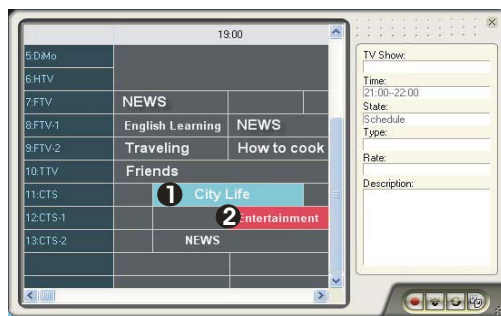 19:00
5:DiMo
6:HTV
7:FTV NEWS
8:FTV-1 English Learning NEWS
9:FTV-2 Traveling How to cook
10:TTV Friends
11:CTS 1 City Life
12:CTS-1 2 Entertainment
13:CTS-2 NEWS
TV Show:
Time:
21:00--22:00
State:
Schedule
Type:
Rate:
Description: